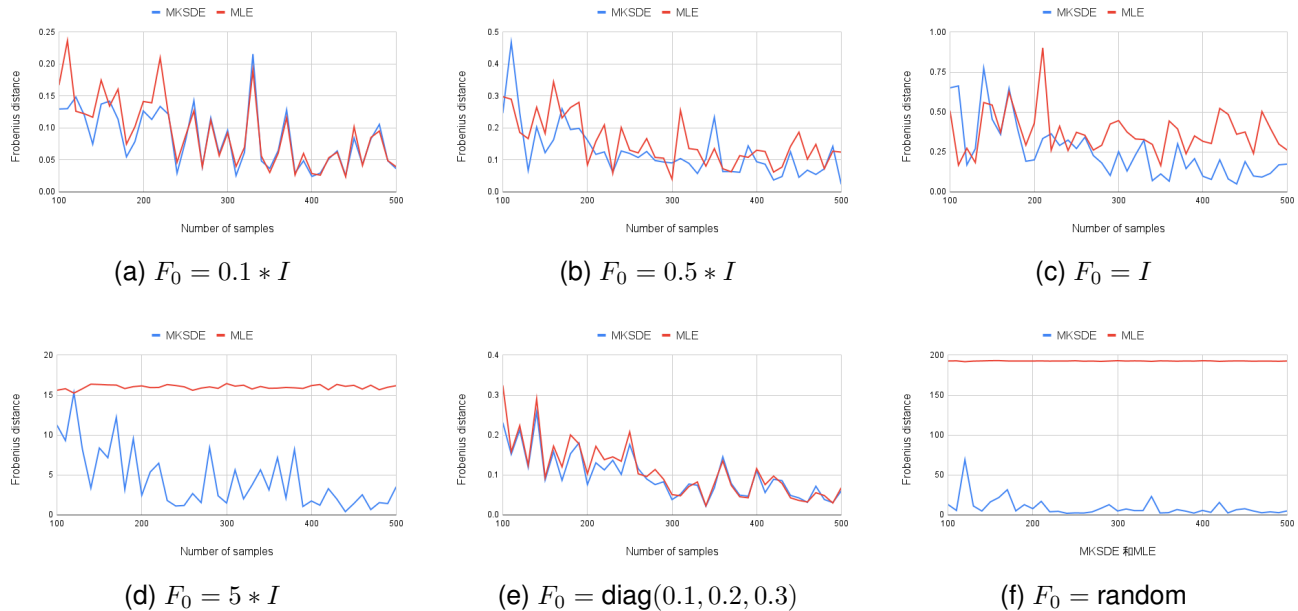 MKSDE MLE
Frobenius distance
0.25
0.20
0.15
0.10
0.05
0.00
100 200 300 400 500
Number of samples
(a) F₀ = 0.1 ∗ I
MKSDE MLE
Frobenius distance
0.5
0.4
0.3
0.2
0.1
0.0
100 200 300 400 500
Number of samples
(b) F₀ = 0.5 ∗ I
MKSDE MLE
Frobenius distance
1.00
0.75
0.50
0.25
0.00
100 200 300 400 500
Number of samples
(c) F₀ = I
MKSDE MLE
Frobenius distance
20
15
10
5
0
100 200 300 400 500
Number of samples
(d) F₀ = 5 ∗ I
MKSDE MLE
Frobenius distance
0.4
0.3
0.2
0.1
0.0
100 200 300 400 500
Number of samples
(e) F₀ = diag(0.1, 0.2, 0.3)
MKSDE MLE
Frobenius distance
200
150
100
50
0
100 200 300 400 500
MKSDE 和MLE
(f) F₀ = random